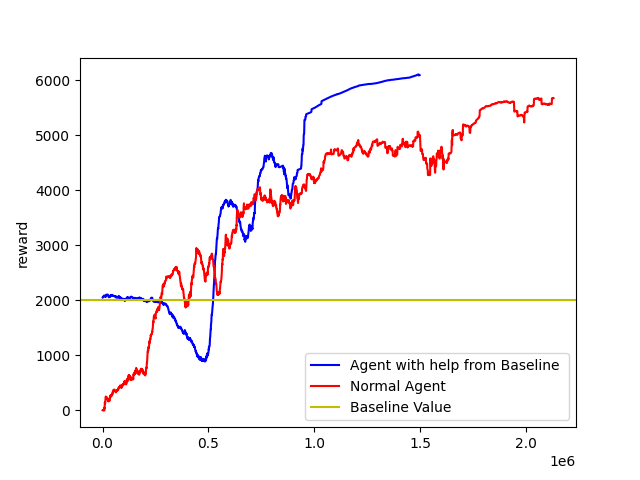 6000
5000
4000
3000
2000
1000
0
reward
Agent with help from Baseline
Normal Agent
Baseline Value
0.0 0.5 1.0 1.5 2.0
1e6